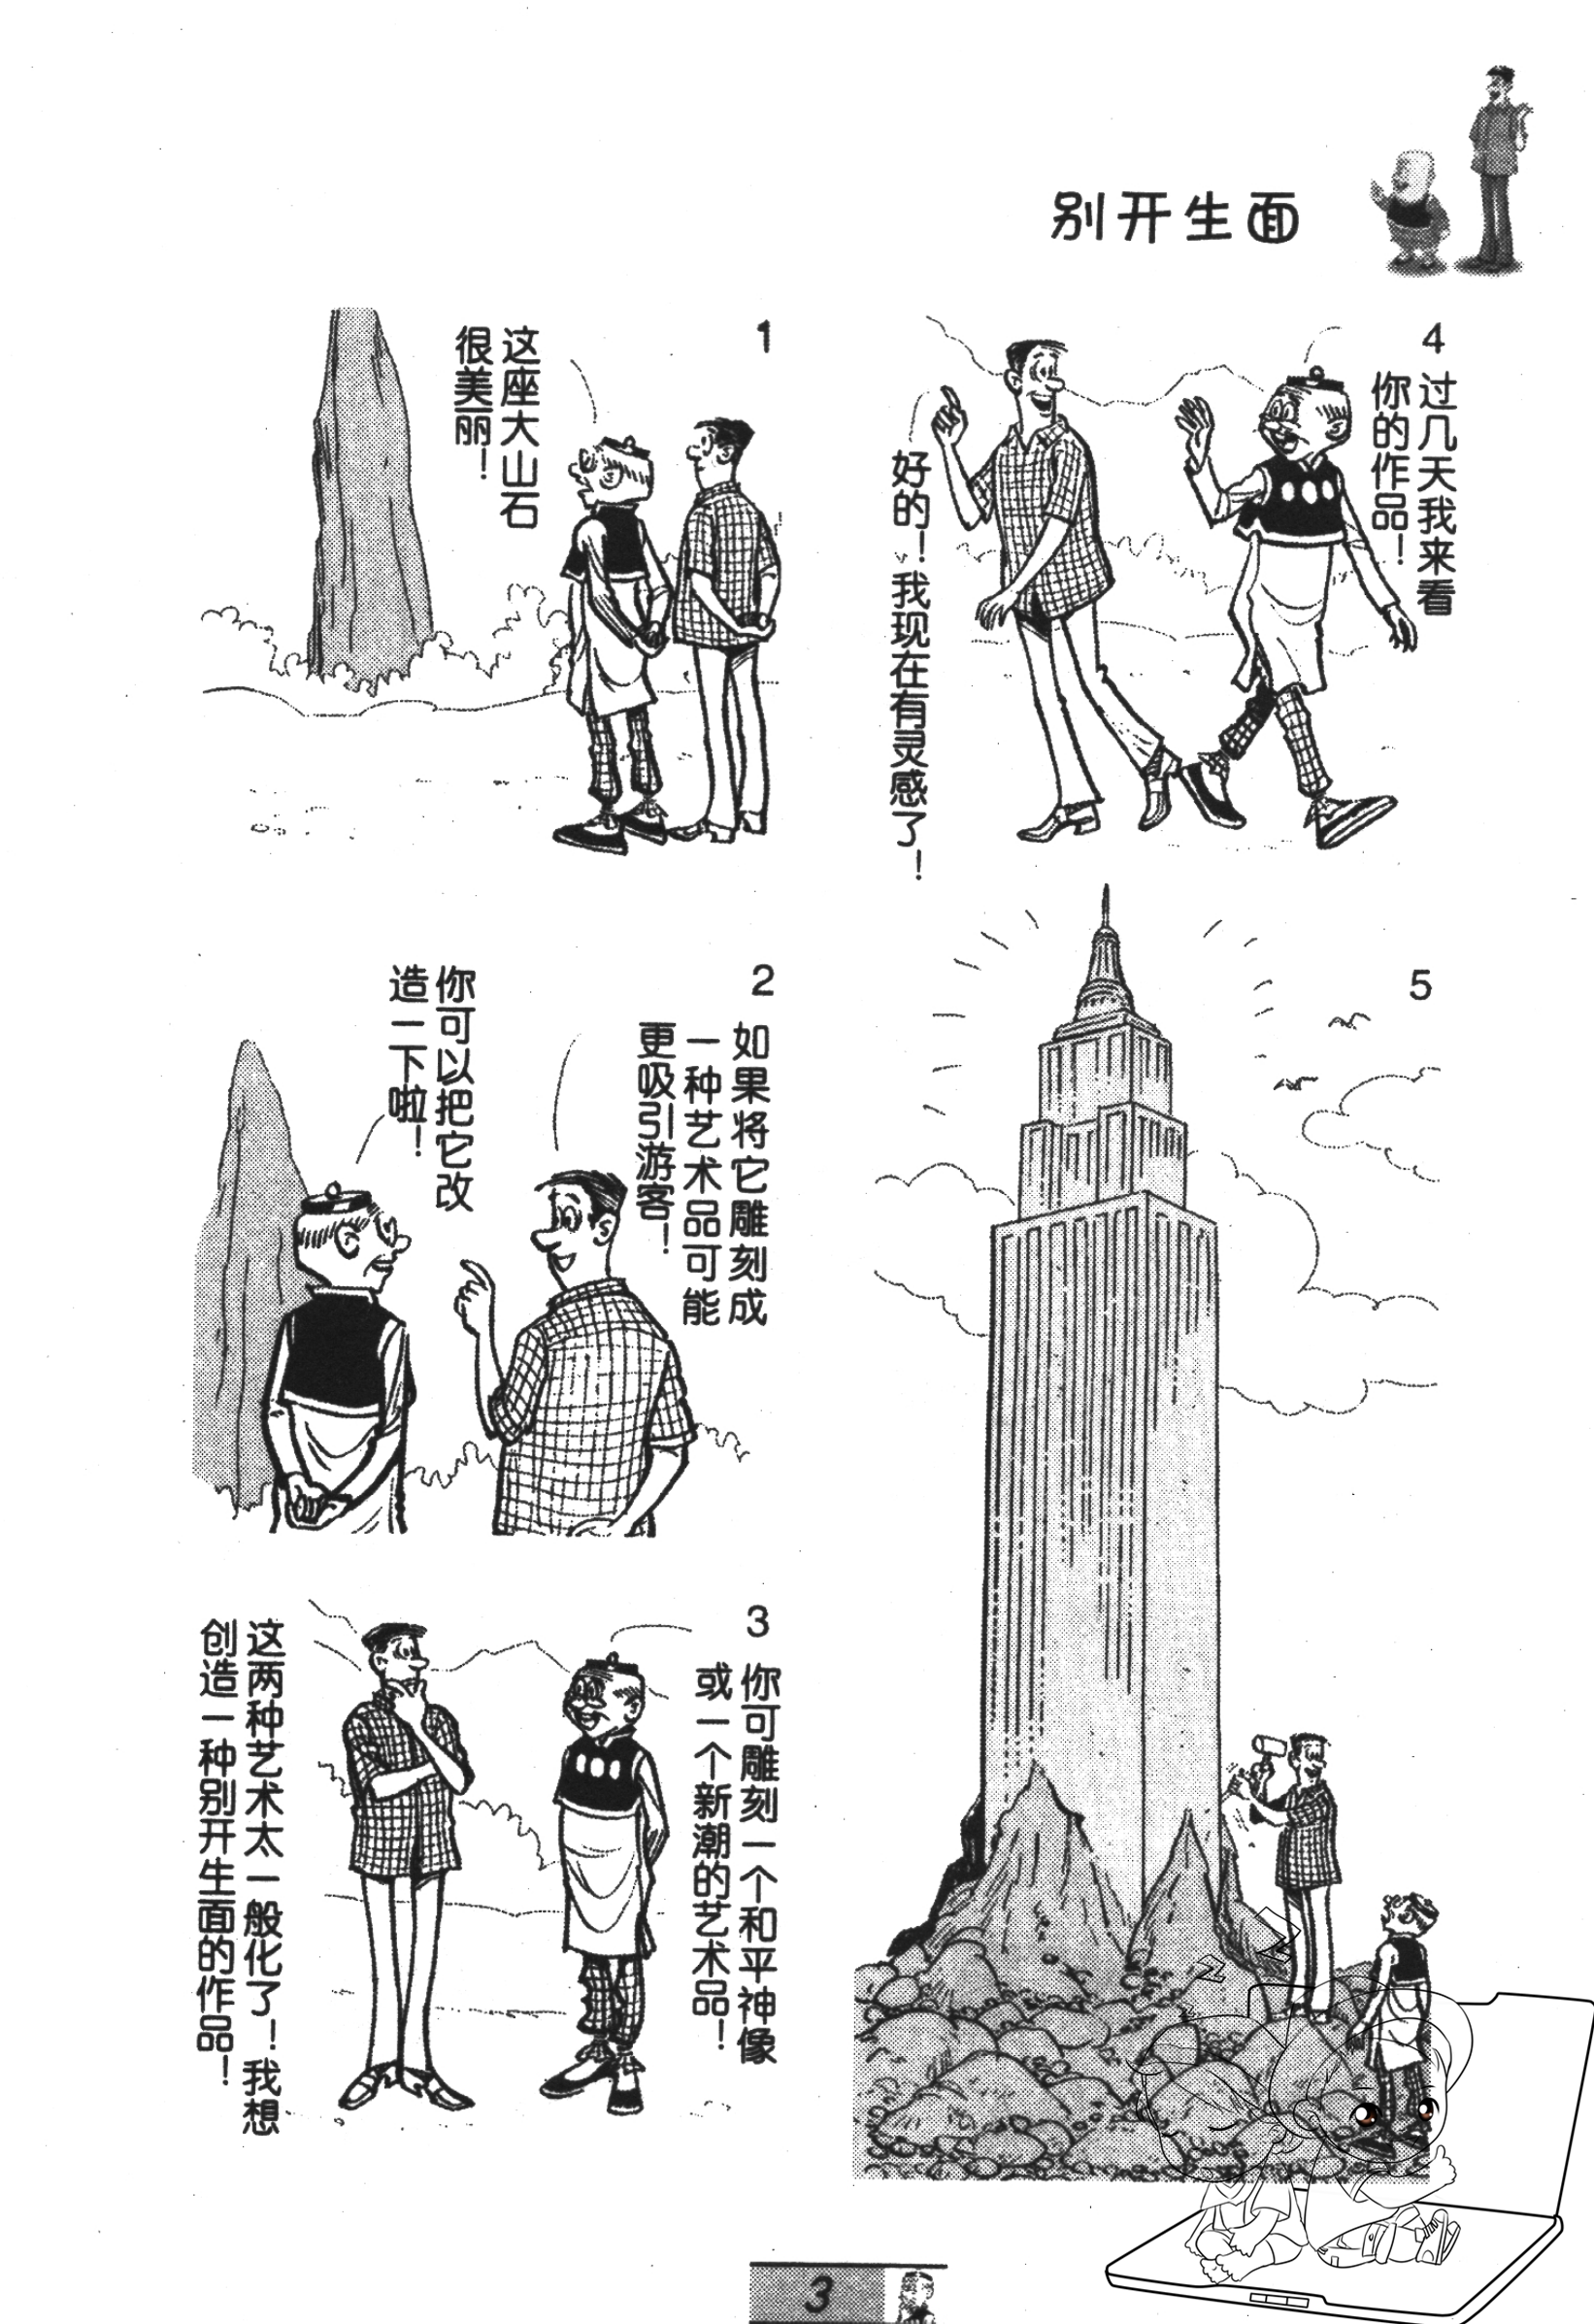 别开生面
1
这座大山石
很美丽！
2
如果将它雕刻成
一种艺术品可能
更吸引游客！
你可以把它改
造一下啦！
3
你可雕刻一个和平神像
或一个新潮的艺术品！
这两种艺术太一般化了！我想
创造一种别开生面的作品！
4
过几天我来看
你的作品！
好的！我现在有灵感了！
5
3